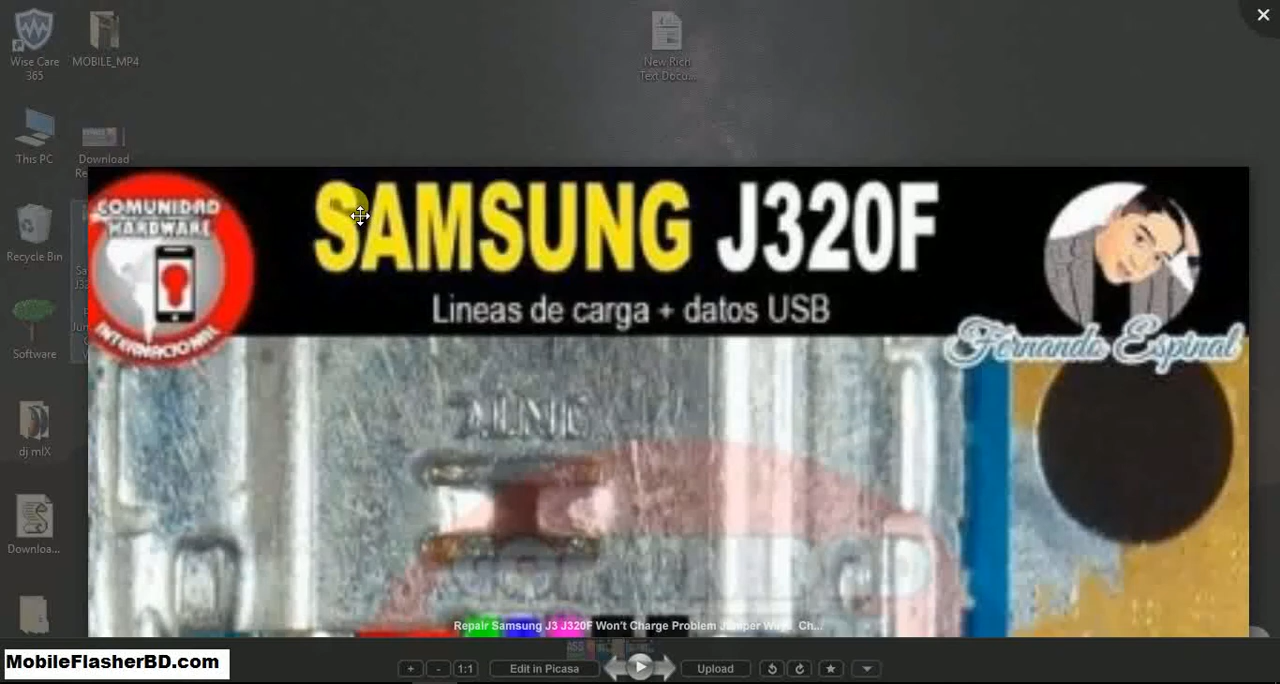 Wise Care
365
MOBILE_MP4
New Rich
Text Docu...
This PC
Download
Re
Recycle Bin
Software
dj mIX
Downloa...
COMUNIDAD
HARDWARE
INTERNACIONAL
SAMSUNG J320F
Lineas de carga + datos USB
Fernando Espinal
Repair Samsung J3 J320F Won't Charge Problem Jumper Ways_Ch...
MobileFlasherBD.com
+ - 1:1 Edit in Picasa Upload